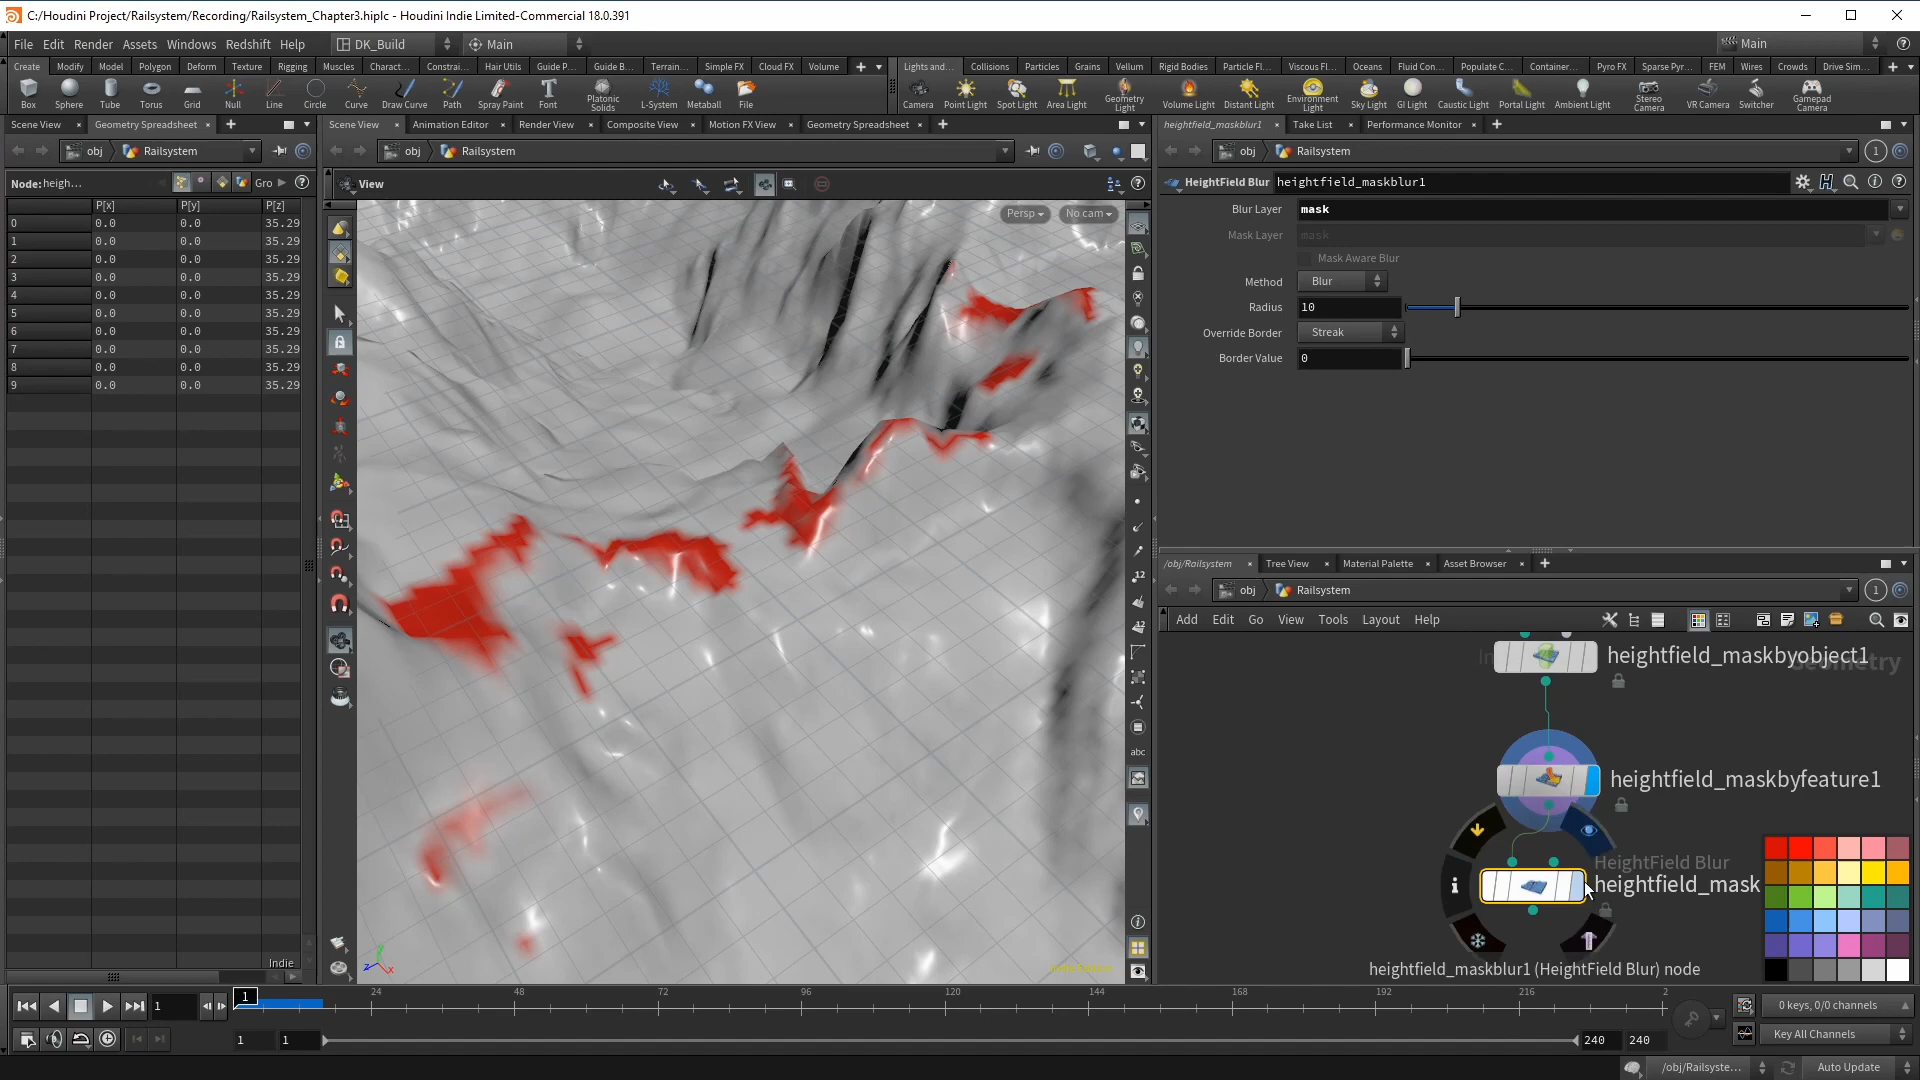 C:/Houdini Project/Railsystem/Recording/Railsystem_Chapter3.hiplc - Houdini Indie Limited-Commercial 18.0.391
File Edit Render Assets Windows Redshift Help DK_Build Main Main
Create Modify Model Polygon Deform Texture Rigging Muscles Charact... Constrai... Hair Utils Guide P... Guide B... Terrain... Simple FX Cloud FX Volume
Lights and... Collisions Particles Grains Vellum Rigid Bodies Particle Fl... Viscous Fl... Oceans Fluid Con... Populate C... Container... Pyro FX Sparse Pyr... FEM Wires Crowds Drive Sim...
Box Sphere Tube Torus Grid Null Line Circle Curve Draw Curve Path Spray Paint Font Platonic Solids L-System Metaball File
Camera Point Light Spot Light Area Light Geometry Light Volume Light Distant Light Environment Light Sky Light GI Light Caustic Light Portal Light Ambient Light Stereo Camera VR Camera Switcher Gamepad Camera
Scene View Geometry Spreadsheet
Scene View Animation Editor Render View Composite View Motion FX View Geometry Spreadsheet
heightfield_maskblur1 Take List Performance Monitor
obj Railsystem
obj Railsystem
obj Railsystem 1
Node: heigh... Gro
P[x] P[y] P[z]
0 0.0 0.0 35.29
1 0.0 0.0 35.29
2 0.0 0.0 35.29
3 0.0 0.0 35.29
4 0.0 0.0 35.29
5 0.0 0.0 35.29
6 0.0 0.0 35.29
7 0.0 0.0 35.29
8 0.0 0.0 35.29
9 0.0 0.0 35.29
Indie
View
Persp No cam
12
12
abc
HeightField Blur heightfield_maskblur1
Blur Layer mask
Mask Layer mask
Mask Aware Blur
Method Blur
Radius 10
Override Border Streak
Border Value 0
/obj/Railsystem Tree View Material Palette Asset Browser
obj Railsystem 1
Add Edit Go View Tools Layout Help
heightfield_maskbyobject1
heightfield_maskbyfeature1
HeightField Blur
heightfield_mask
heightfield_maskblur1 (HeightField Blur) node
1 1 24 48 72 96 120 144 168 192 216 2
0 keys, 0/0 channels
1 1 240 240
Key All Channels
/obj/Railsyste... Auto Update